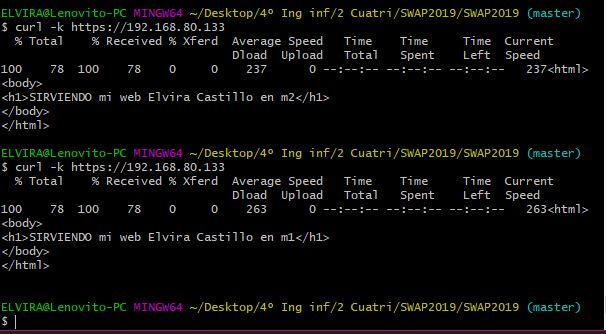 ELVIRA@Lenovito-PC MINGW64 ~/Desktop/4º Ing inf/2 Cuatri/SWAP2019/SWAP2019 (master)
$ curl -k https://192.168.80.133
  % Total    % Received % Xferd  Average Speed   Time    Time     Time  Current
                                 Dload  Upload   Total   Spent    Left  Speed
100    78  100    78    0     0    237      0 --:--:-- --:--:-- --:--:--   237<html>
<body>
<h1>SIRVIENDO mi web Elvira Castillo en m2</h1>
</body>
</html>
ELVIRA@Lenovito-PC MINGW64 ~/Desktop/4º Ing inf/2 Cuatri/SWAP2019/SWAP2019 (master)
$ curl -k https://192.168.80.133
  % Total    % Received % Xferd  Average Speed   Time    Time     Time  Current
                                 Dload  Upload   Total   Spent    Left  Speed
100    78  100    78    0     0    263      0 --:--:-- --:--:-- --:--:--   263<html>
<body>
<h1>SIRVIENDO mi web Elvira Castillo en m1</h1>
</body>
</html>
ELVIRA@Lenovito-PC MINGW64 ~/Desktop/4º Ing inf/2 Cuatri/SWAP2019/SWAP2019 (master)
$